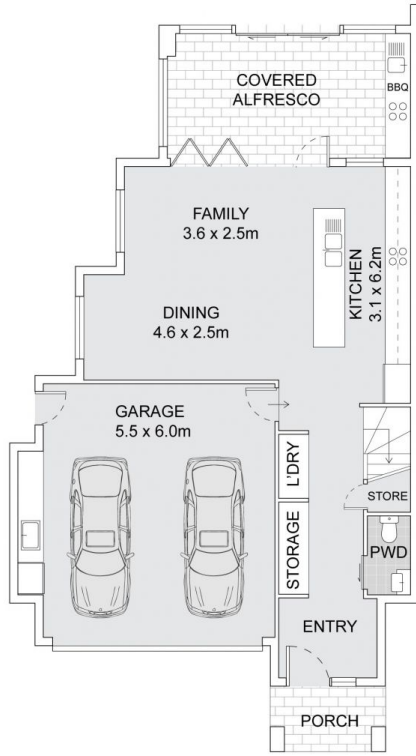 COVERED
ALFRESCO
BBQ
FAMILY
3.6 x 2.5m
KITCHEN
3.1 x 6.2m
DINING
4.6 x 2.5m
GARAGE
5.5 x 6.0m
L'DRY
STORE
STORAGE
PWD
ENTRY
PORCH